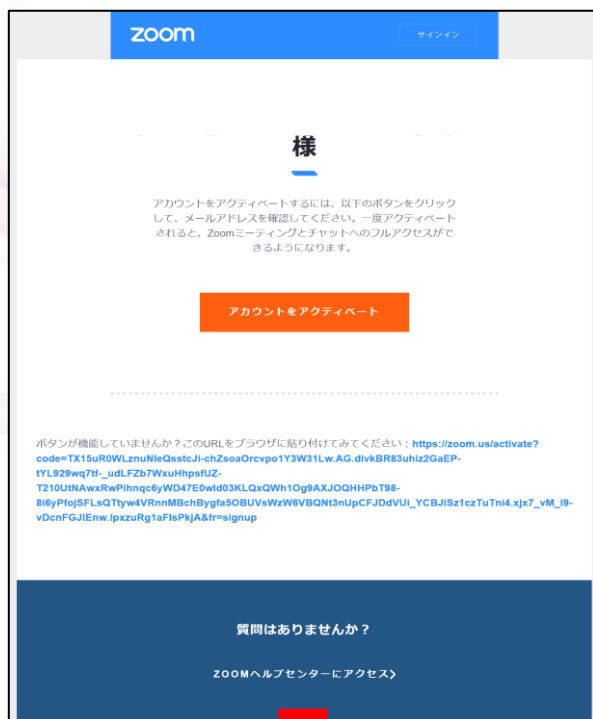 zoom
サインイン
様
アカウントをアクティベートするには、以下のボタンをクリック
して、メールアドレスを確認してください。一度アクティベート
されると、Zoomミーティングとチャットへのフルアクセスがで
きるようになります。
アカウントをアクティベート
ボタンが機能していませんか？このURLをブラウザに貼り付けてみてください：https://zoom.us/activate?
code=TX15uR0WLznuNIeQsstcJi-chZsoaOrcvpo1Y3W31Lw.AG.divkBR83uhiz2GaEP-
tYL929wq7tf-_udLFZb7WxuHhpsfUZ-
T210UtNAwxRwPihnqc6yWD47E0wId03KLQxQWh1Og9AXJOQHHPbT98-
8i6yPfojSFLsQTtyw4VRnnMBchBygfa5OBUVsWzW6VBQNt3nUpCFJDdVUi_YCBJiSz1czTuTni4.xjx7_vM_l9-
vDcnFGJIEnw.lpxzuRg1aFIsPkjA&fr=signup
質問はありませんか？
ZOOMヘルプセンターにアクセス❯